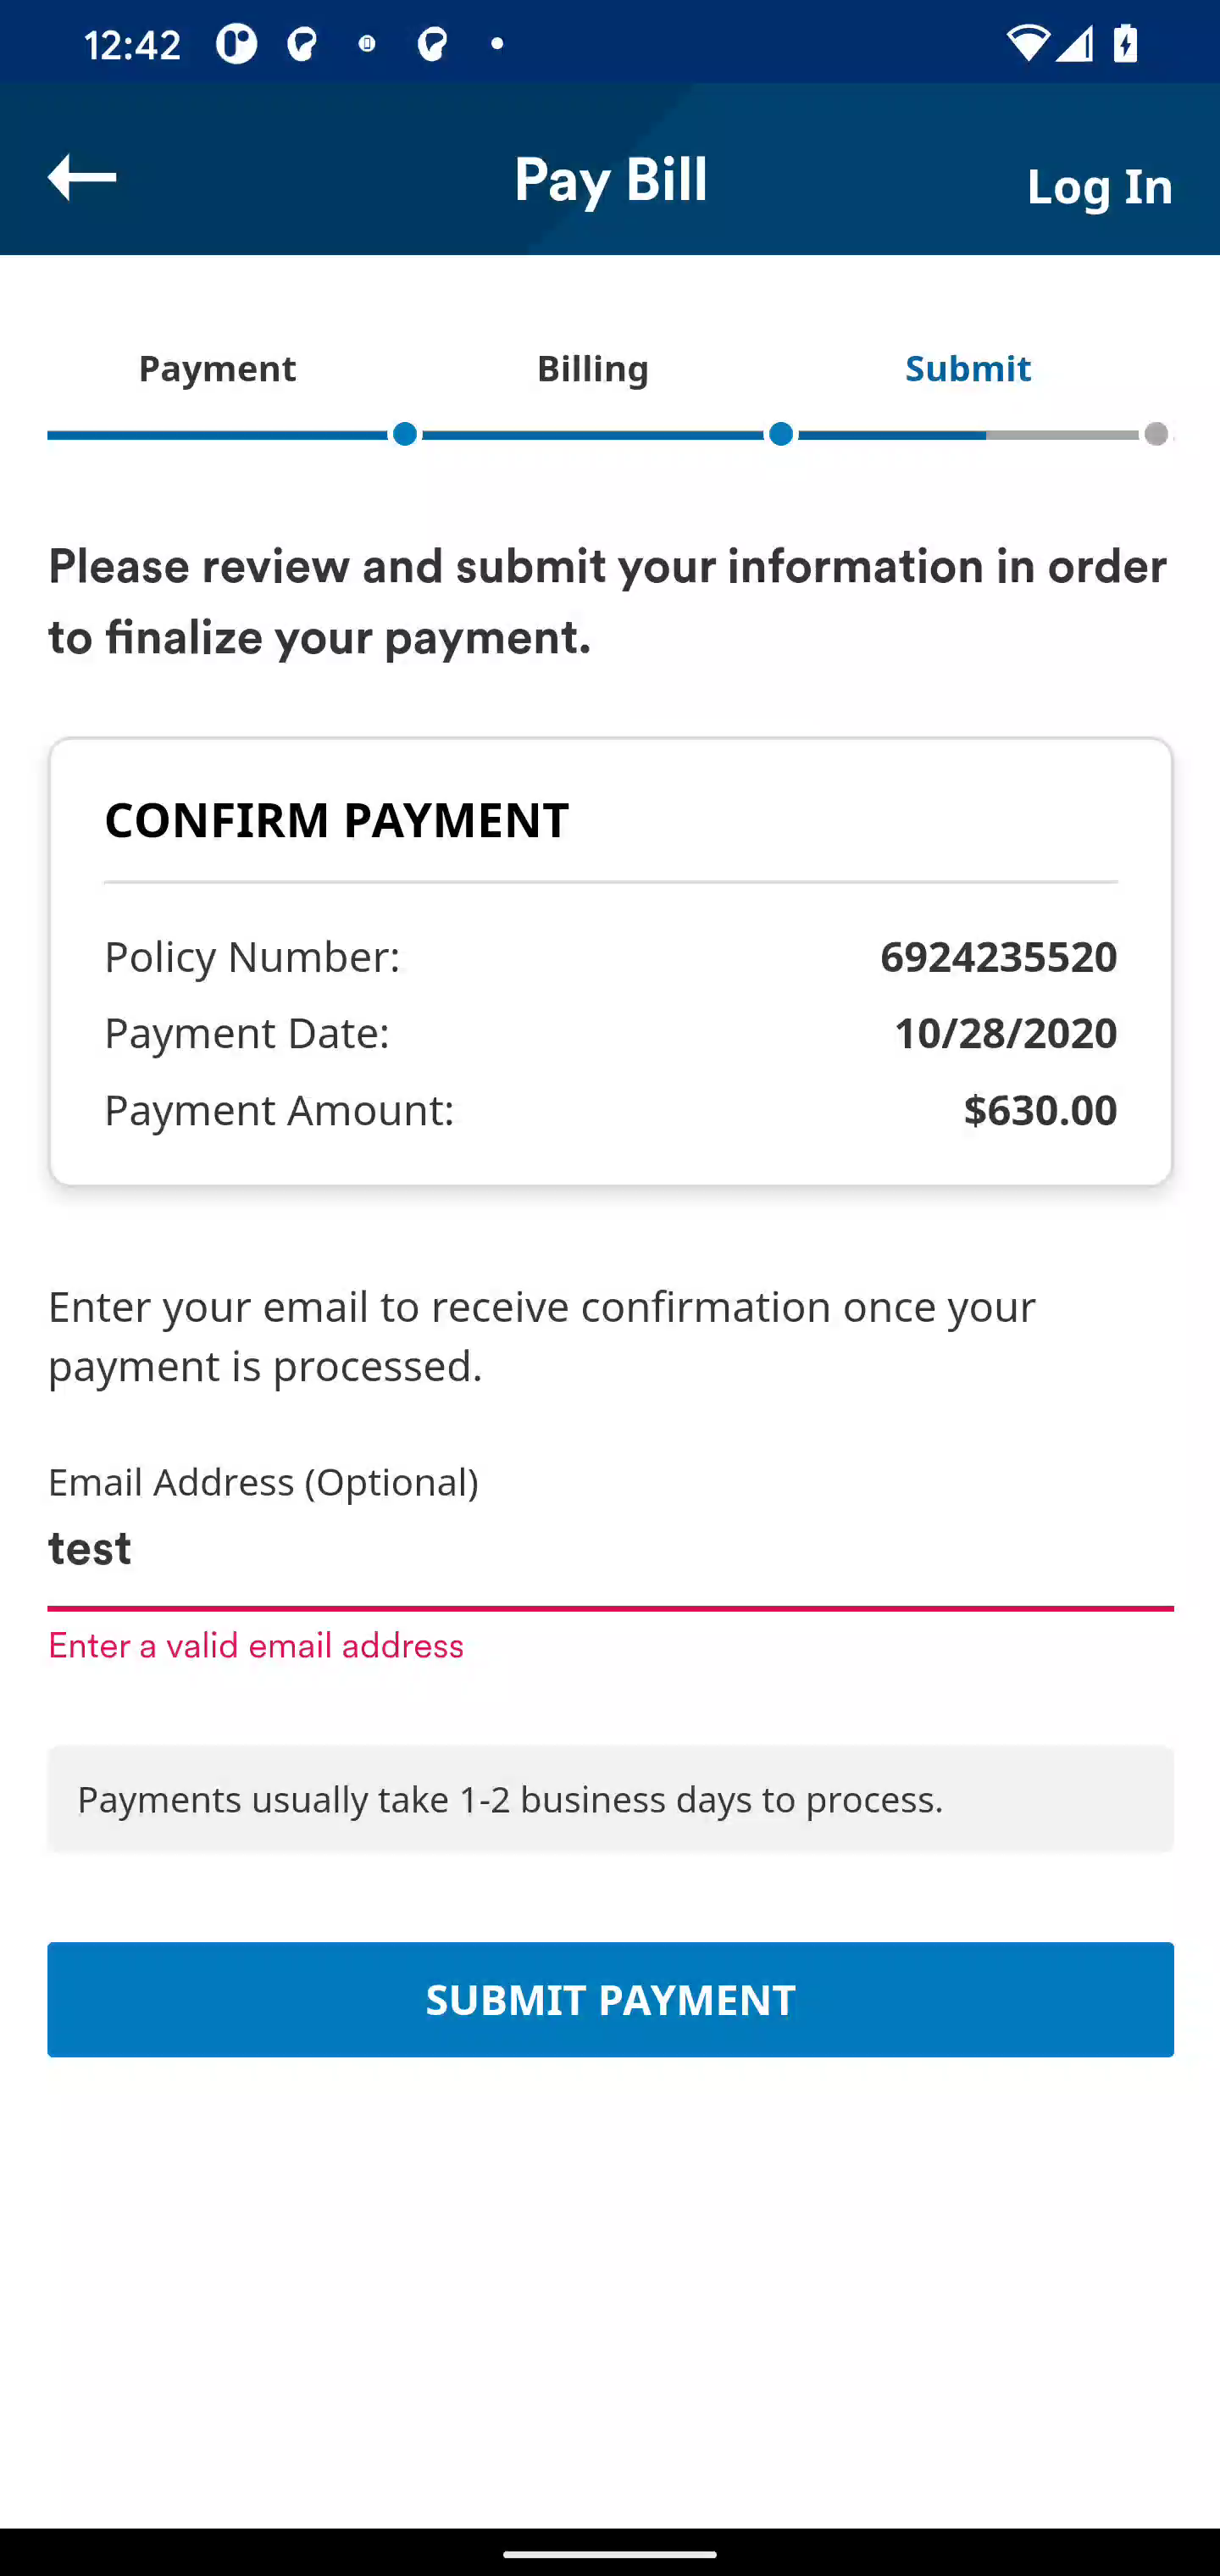 12:42
Pay Bill
Log In
Payment Billing Submit
Please review and submit your information in order
to finalize your payment.
CONFIRM PAYMENT
Policy Number: 6924235520
Payment Date: 10/28/2020
Payment Amount: $630.00
Enter your email to receive confirmation once your
payment is processed.
Email Address (Optional)
test
Enter a valid email address
Payments usually take 1-2 business days to process.
SUBMIT PAYMENT